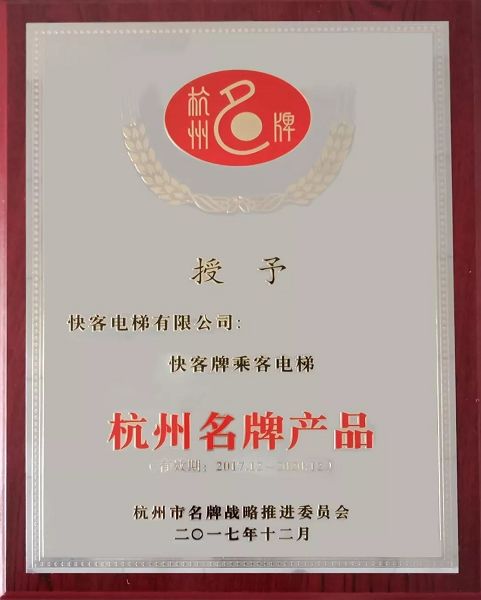 杭州名牌
授予
快客电梯有限公司:
快客牌乘客电梯
杭州名牌产品
(有效期: 2017.12－2020.12)
杭州市名牌战略推进委员会
二〇一七年十二月